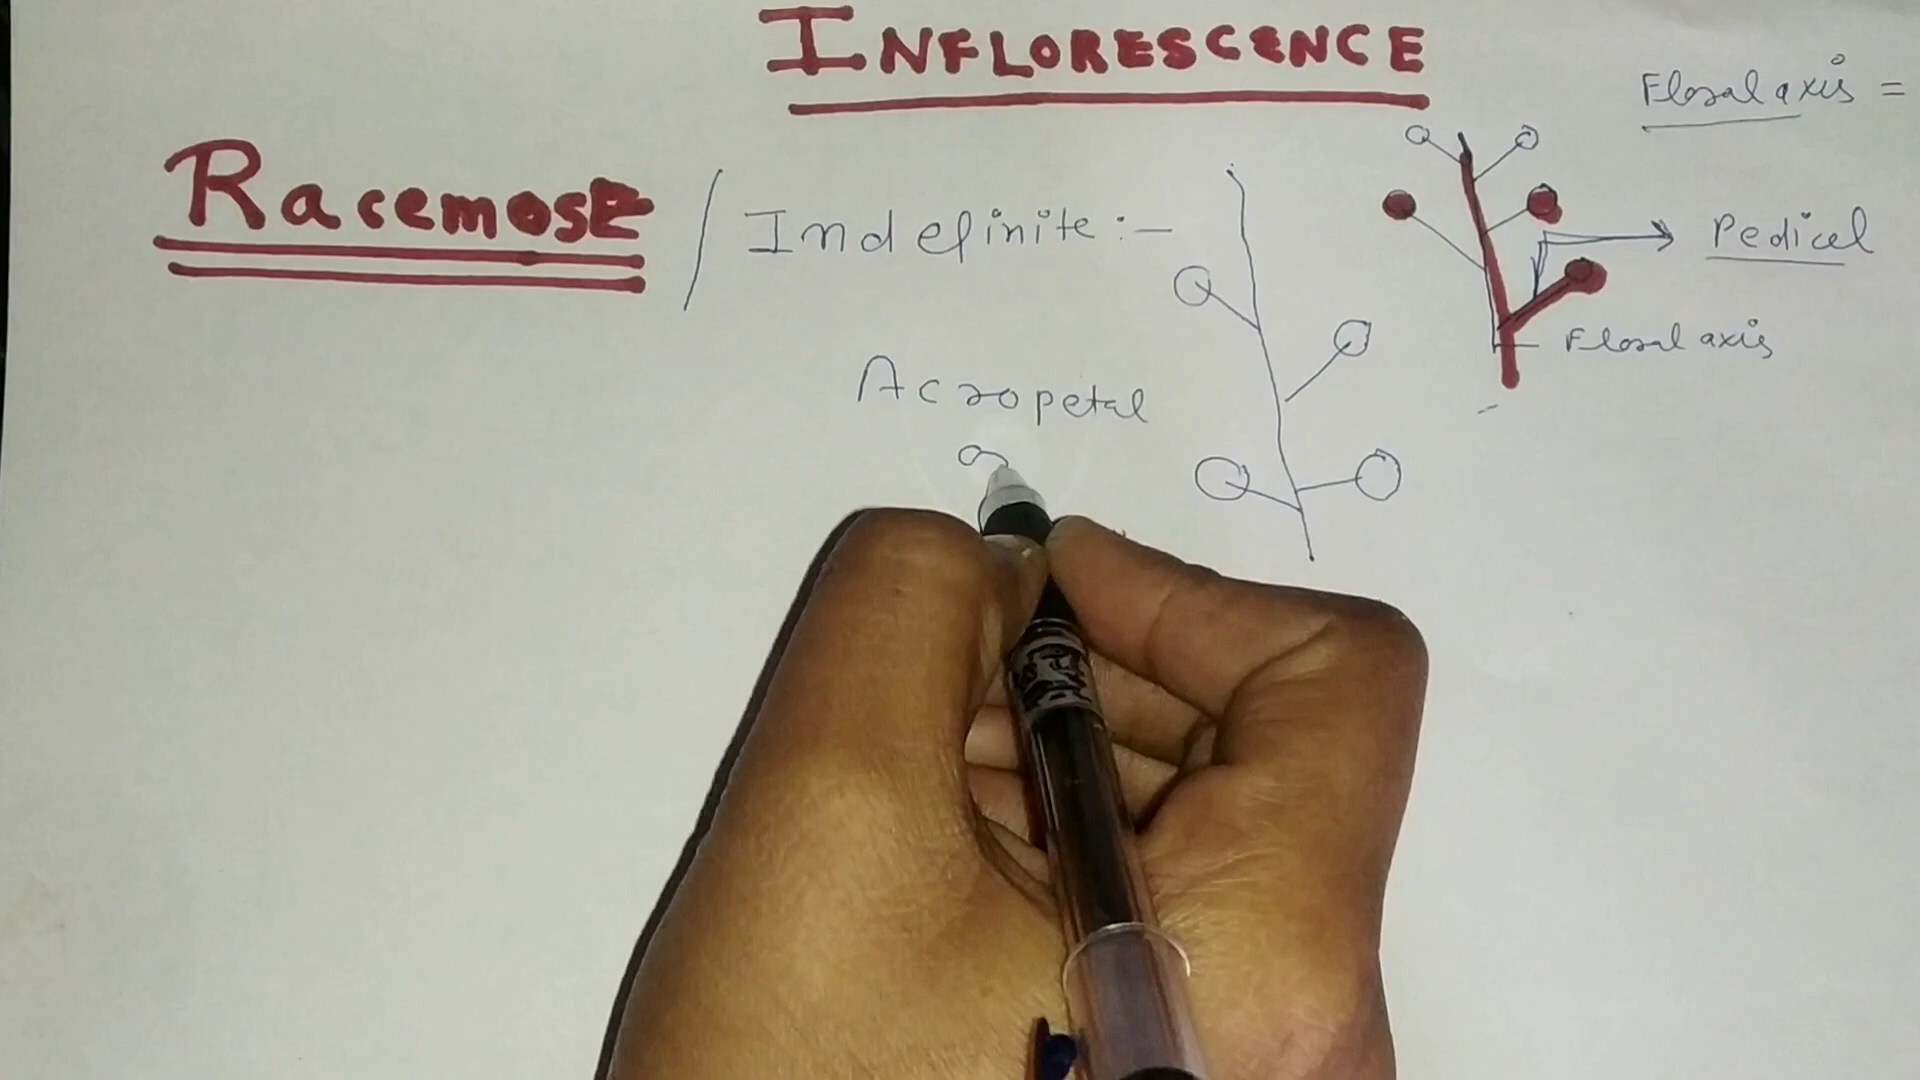 INFLORESCENCE
Floral axis =
Racemose / Indefinite :-
Pedicel
Floral axis
Acropetal